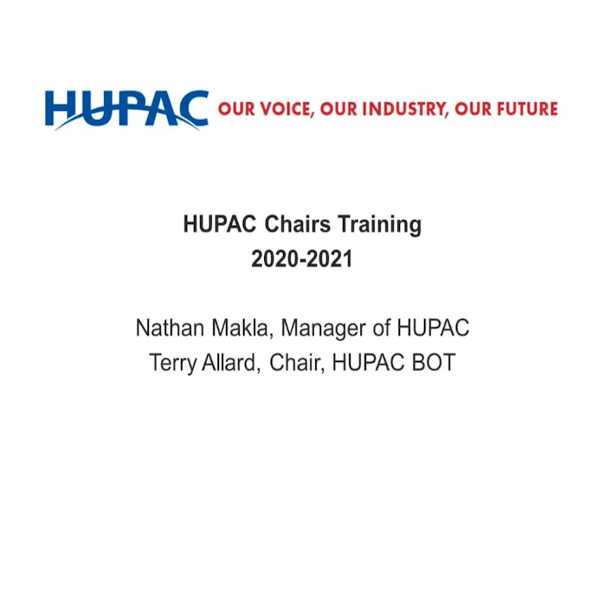 HUPAC OUR VOICE, OUR INDUSTRY, OUR FUTURE
HUPAC Chairs Training
2020-2021
Nathan Makla, Manager of HUPAC
Terry Allard, Chair, HUPAC BOT